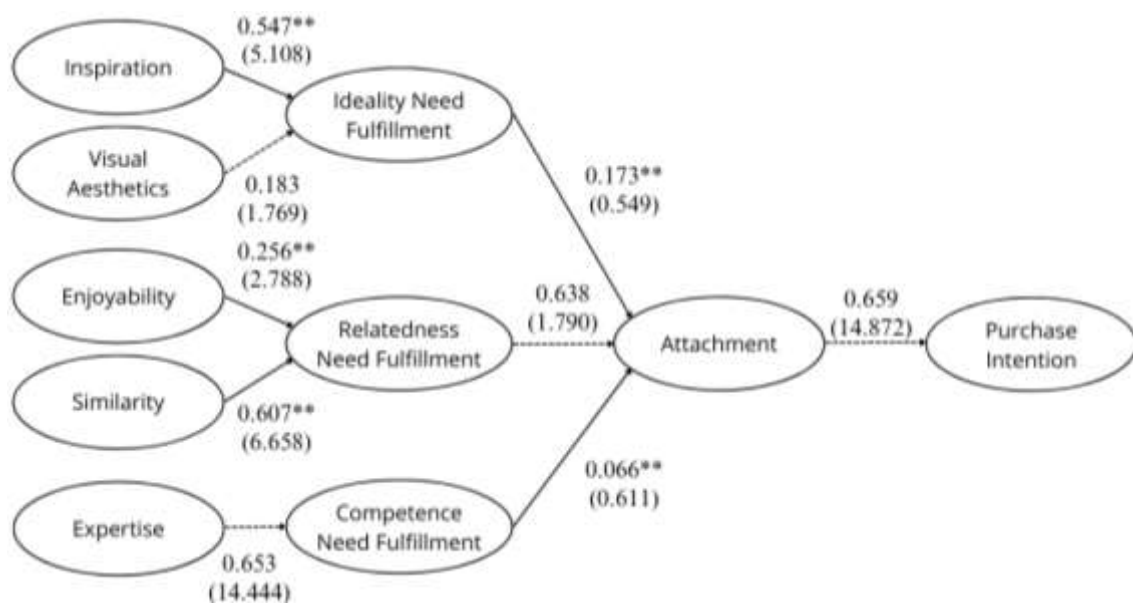 0.547**
(5.108)
Inspiration
Ideality Need
Fulfillment
Visual
Aesthetics
0.183
(1.769)
0.173**
(0.549)
0.256**
(2.788)
Enjoyability
Relatedness
Need Fulfillment
0.638
(1.790)
Attachment
0.659
(14.872)
Purchase
Intention
Similarity
0.607**
(6.658)
0.066**
(0.611)
Expertise
Competence
Need Fulfillment
0.653
(14.444)